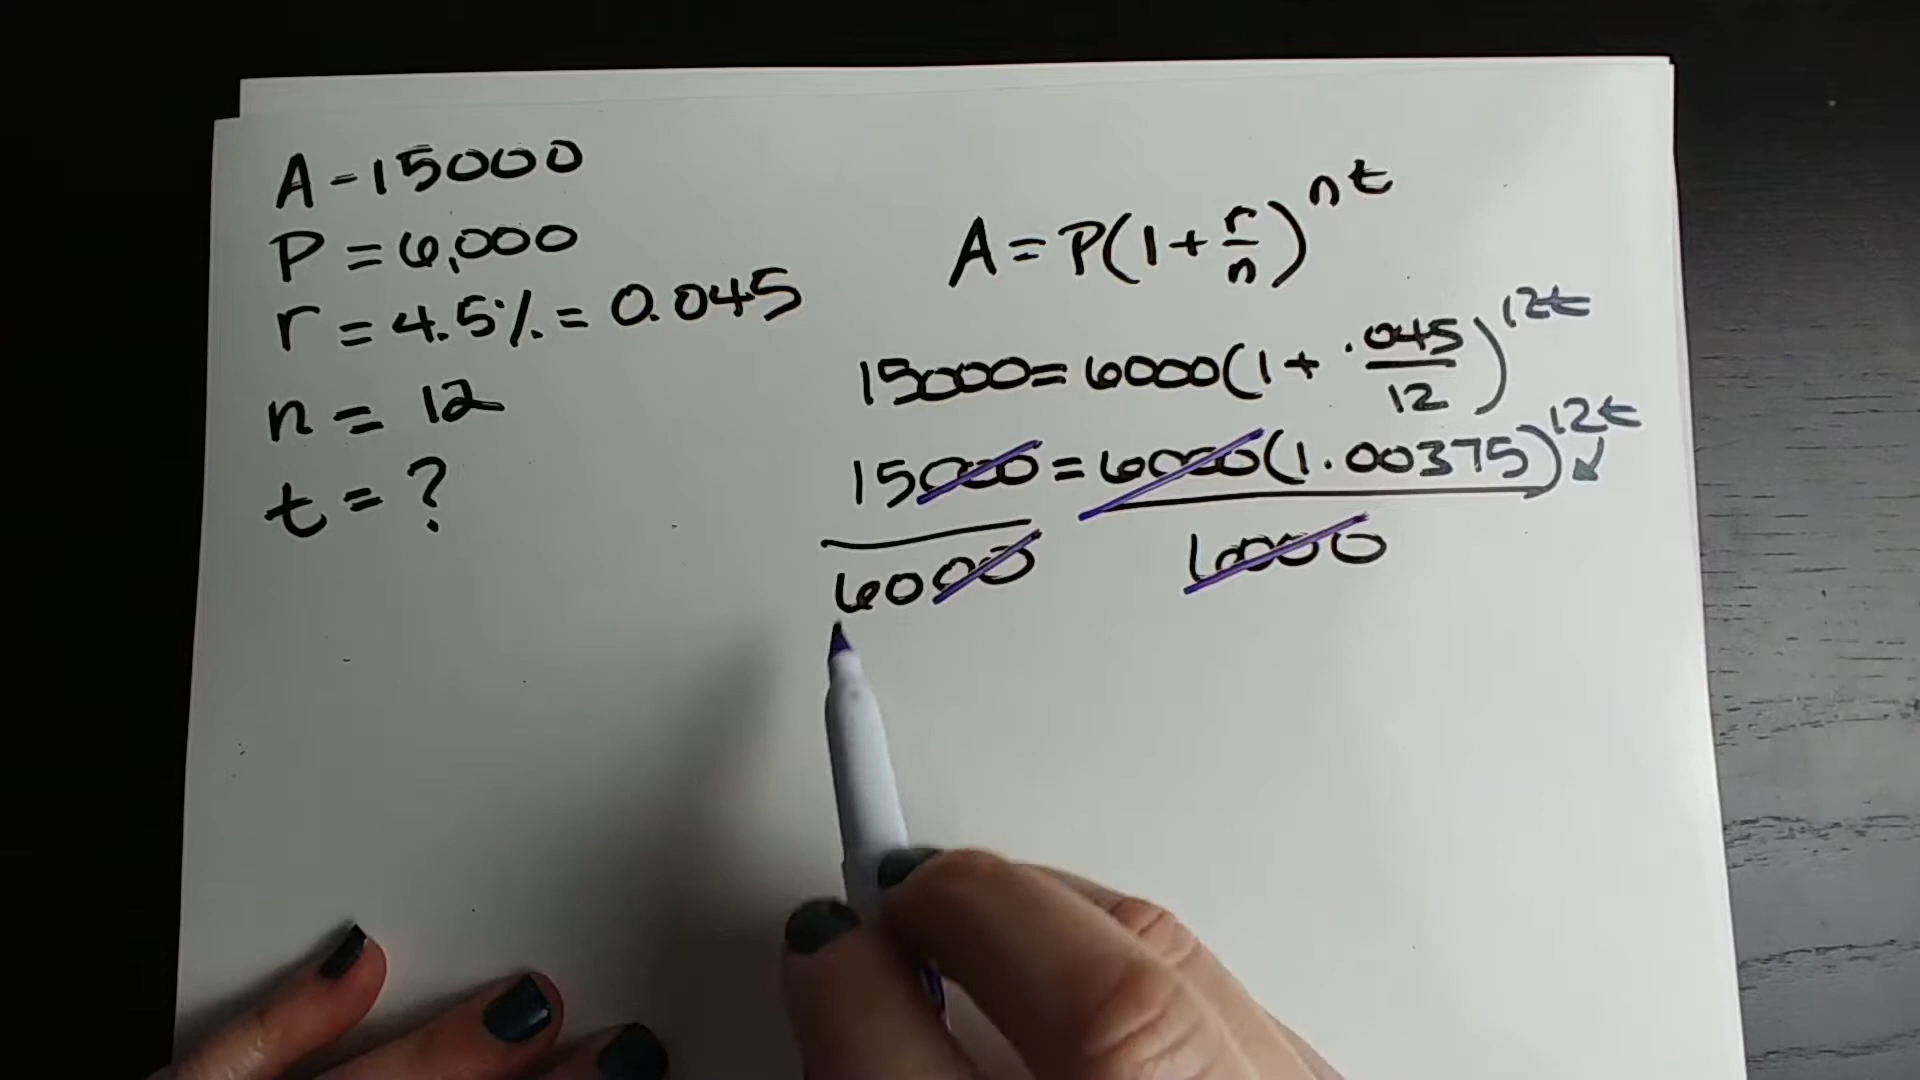 A - 15000
P = 6,000
r = 4.5% = 0.045
n = 12
t = ?
A = P(1 + r/n)^nt
15000 = 6000(1 + .045/12)^12t
15000 = 6000(1.00375)^12t
6000 6000